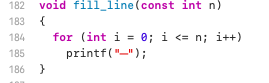 182 void fill_line(const int n)
183 {
184   for (int i = 0; i <= n; i++)
185     printf("—");
186 }